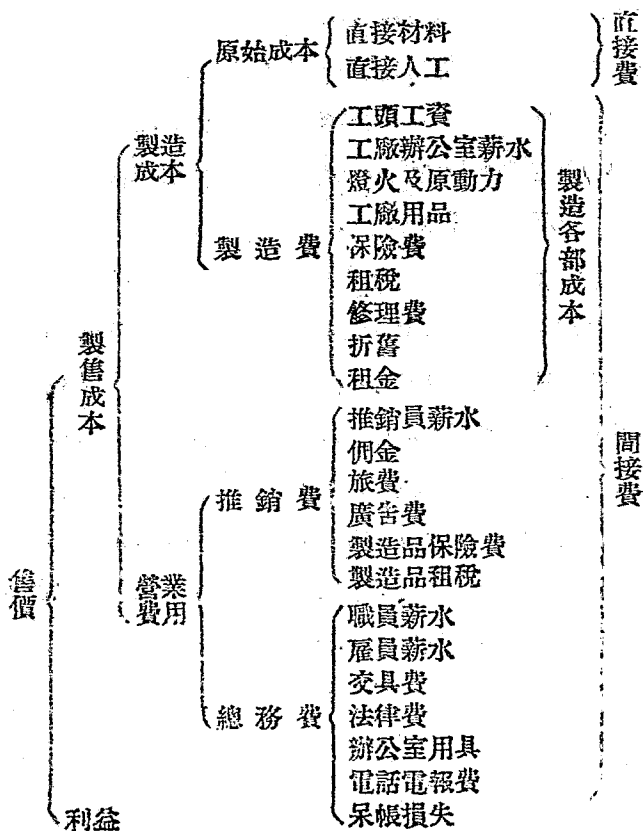 售價
製售成本
利益
製造
成本
營業
費用
原始成本
製造費
推銷費
總務費
直接材料
直接人工
工頭工資
工廠辦公室薪水
燈火及原動力
工廠用品
保險費
租稅
修理費
折舊
租金
推銷員薪水
佣金
旅費
廣告費
製造品保險費
製造品租稅
職員薪水
雇員薪水
交具費
法律費
辦公室用具
電話電報費
呆帳損失
製造各部成本
直接費
間接費